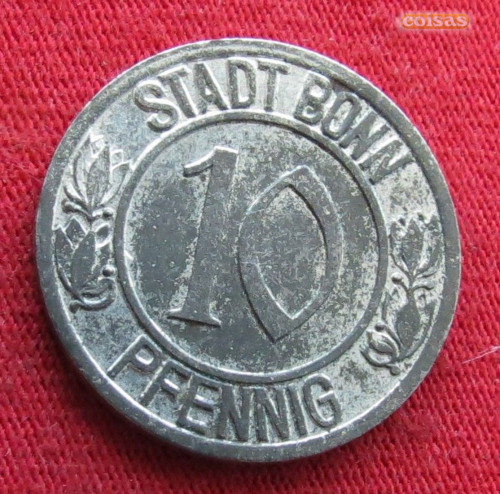 coisas
STADT BONN
10
PFENNIG